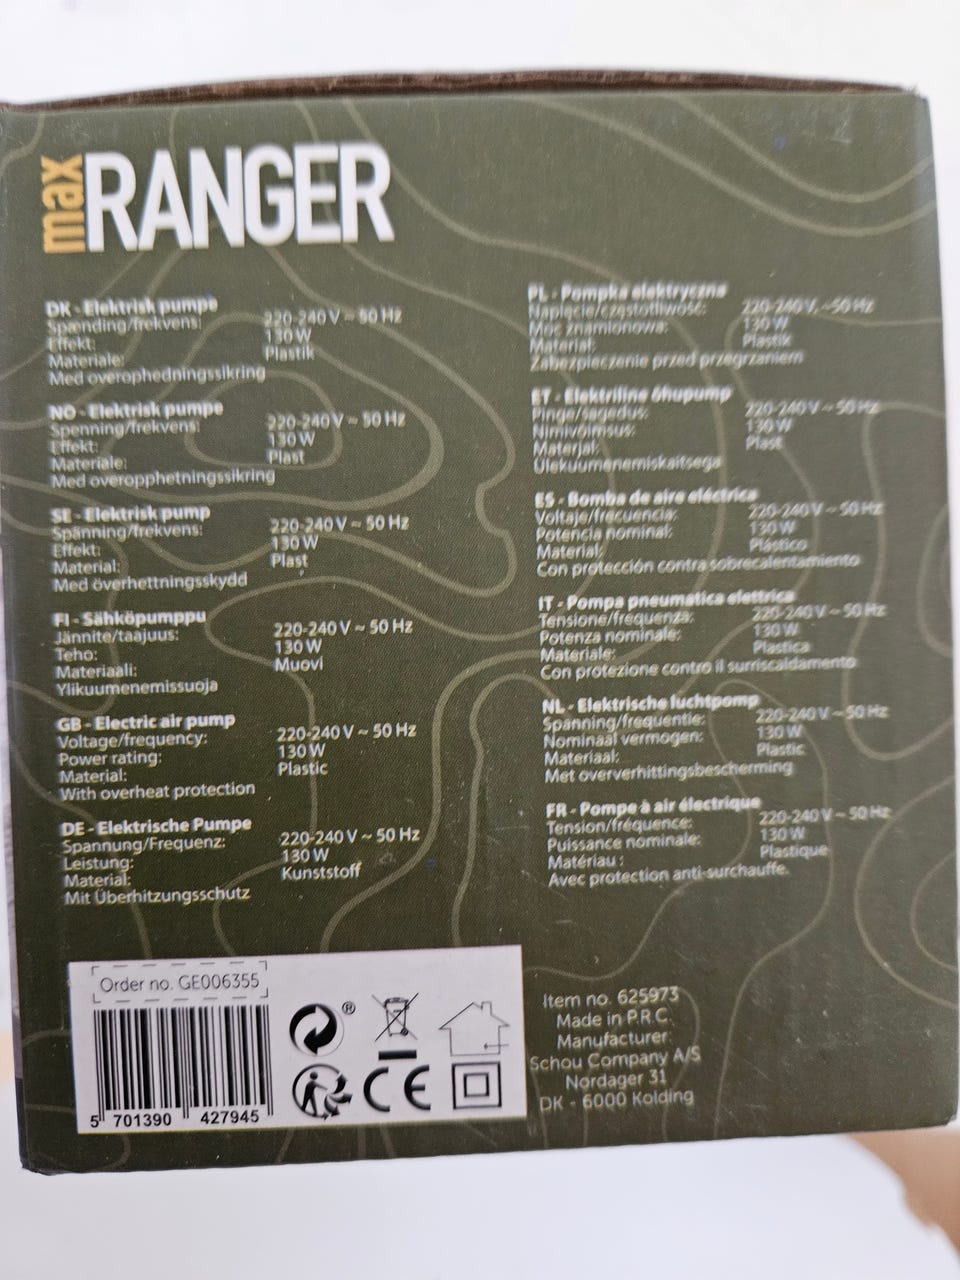 max RANGER
DK - Elektrisk pumpe
Spænding/frekvens: 220-240 V ~ 50 Hz
Effekt: 130 W
Materiale: Plastik
Med overophedningssikring
NO - Elektrisk pumpe
Spenning/frekvens: 220-240 V ~ 50 Hz
Effekt: 130 W
Materiale: Plast
Med overopphetningssikring
SE - Elektrisk pump
Spänning/frekvens: 220-240 V ~ 50 Hz
Effekt: 130 W
Material: Plast
Med överhettningsskydd
FI - Sähköpumppu
Jännite/taajuus: 220-240 V ~ 50 Hz
Teho: 130 W
Materiaali: Muovi
Ylikuumenemissuoja
GB - Electric air pump
Voltage/frequency: 220-240 V ~ 50 Hz
Power rating: 130 W
Material: Plastic
With overheat protection
DE - Elektrische Pumpe
Spannung/Frequenz: 220-240 V ~ 50 Hz
Leistung: 130 W
Material: Kunststoff
Mit Überhitzungsschutz
PL - Pompka elektryczna
Napięcie/częstotliwość: 220-240 V, ~50 Hz
Moc znamionowa: 130 W
Materiał: Plastik
Zabezpieczenie przed przegrzaniem
ET - Elektriline õhupump
Pinge/sagedus: 220-240 V ~ 50 Hz
Nimivõimsus: 130 W
Materjal: Plast
Ülekuumenemiskaitsega
ES - Bomba de aire eléctrica
Voltaje/frecuencia: 220-240 V ~ 50 Hz
Potencia nominal: 130 W
Material: Plástico
Con protección contra sobrecalentamiento
IT - Pompa pneumatica elettrica
Tensione/frequenza: 220-240 V ~ 50 Hz
Potenza nominale: 130 W
Materiale: Plastica
Con protezione contro il surriscaldamento
NL - Elektrische luchtpomp
Spanning/frequentie: 220-240 V ~ 50 Hz
Nominaal vermogen: 130 W
Materiaal: Plastic
Met oververhittingsbescherming
FR - Pompe à air électrique
Tension/fréquence: 220-240 V ~ 50 Hz
Puissance nominale: 130 W
Matériau : Plastique
Avec protection anti-surchauffe.
Order no. GE006355
5 701390 427945
®
CE
Item no. 625973
Made in P.R.C.
Manufacturer:
Schou Company A/S
Nordager 31
DK - 6000 Kolding